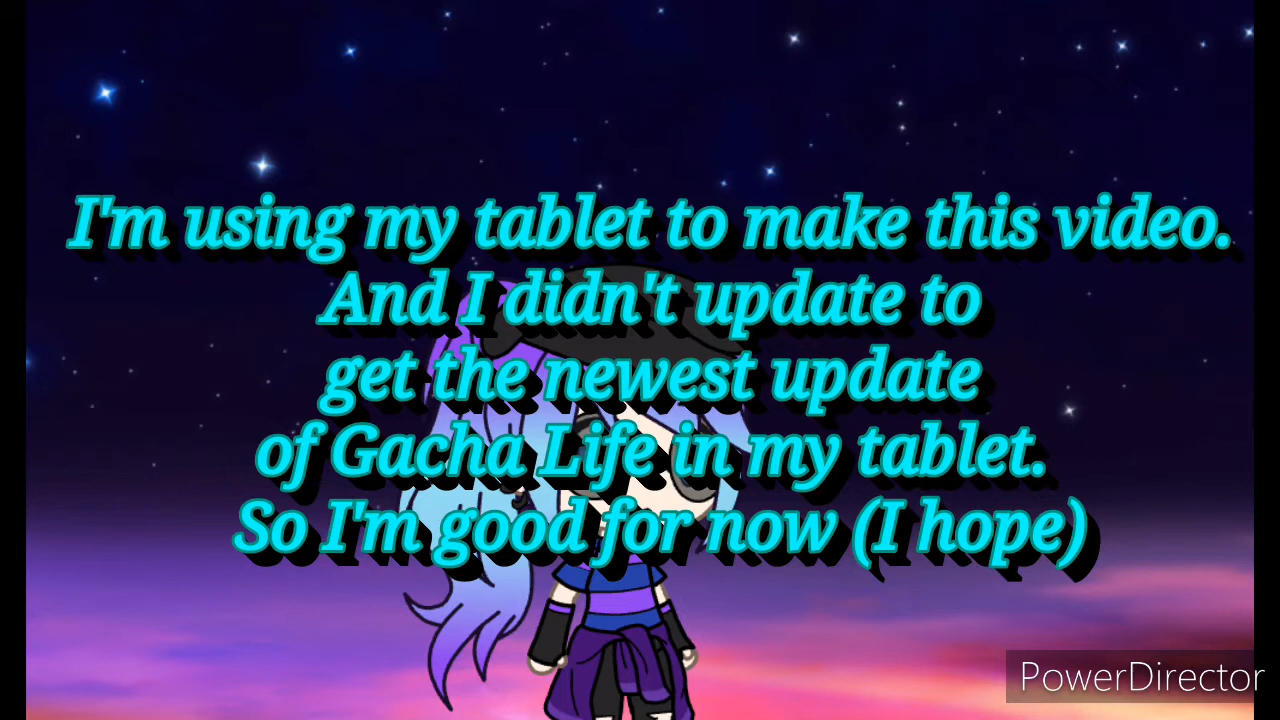 I'm using my tablet to make this video.
And I didn't update to
get the newest update
of Gacha Life in my tablet.
So I'm good for now (I hope)
PowerDirector